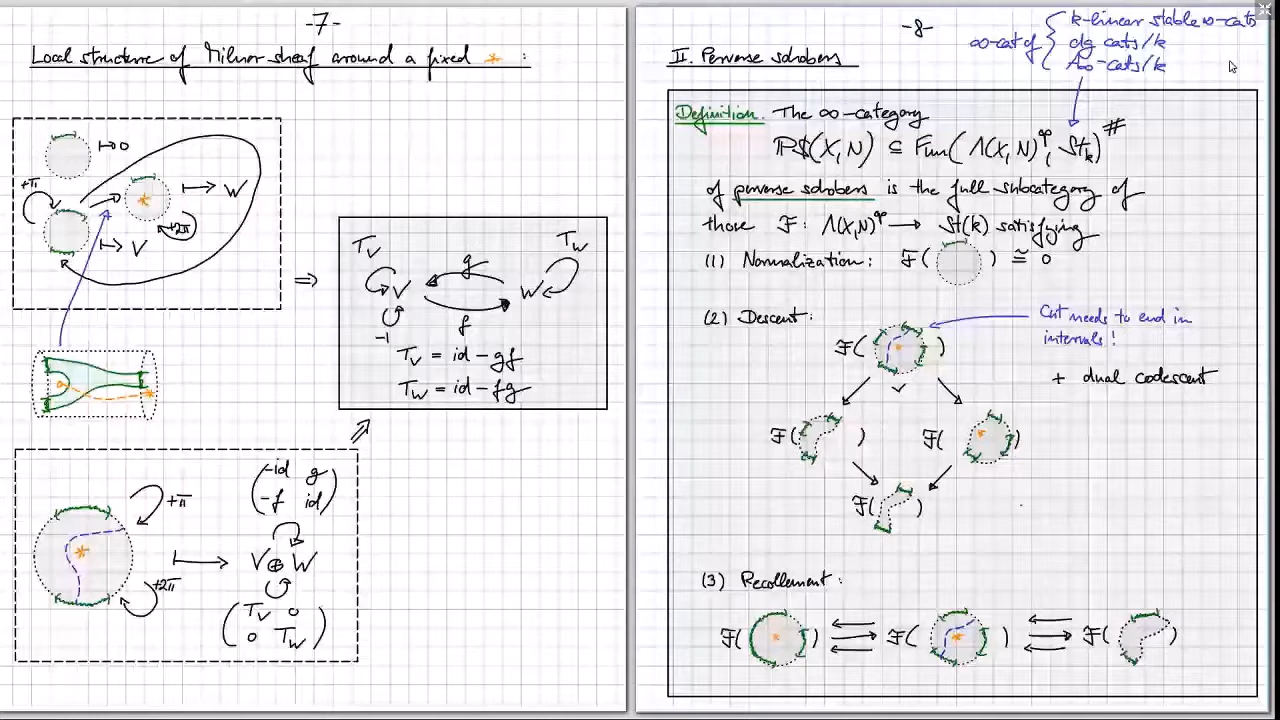 -7-
Local structure of Milnor sheaf around a fixed * :
↦ 0
+π
* ↦ W
+2π
↦ V
⇒
T_V T_W
V g W
-1 f
T_V = id - gf
T_W = id - fg
+π
(-id g
-f id)
* ↦ V ⊕ W
+2π
(T_V 0
0 T_W)
-8-
∞-cat of { k-linear stable ∞-cats
dg cats/k
A∞-cats/k
II. Perverse schobers
Definition. The ∞-category
ℙ𝕊(X,N) ⊆ Fun(Λ(X,N)^op, St_k)^#
of perverse schobers is the full subcategory of
those F: Λ(X,N)^op → St(k) satisfying
(1) Normalization: F( ) ≅ 0
(2) Descent:
Cut needs to end in
intervals!
F( * )
+ dual codescent
F( ) F( * )
F( )
(3) Recollement:
F( * ) F( * ) F( )